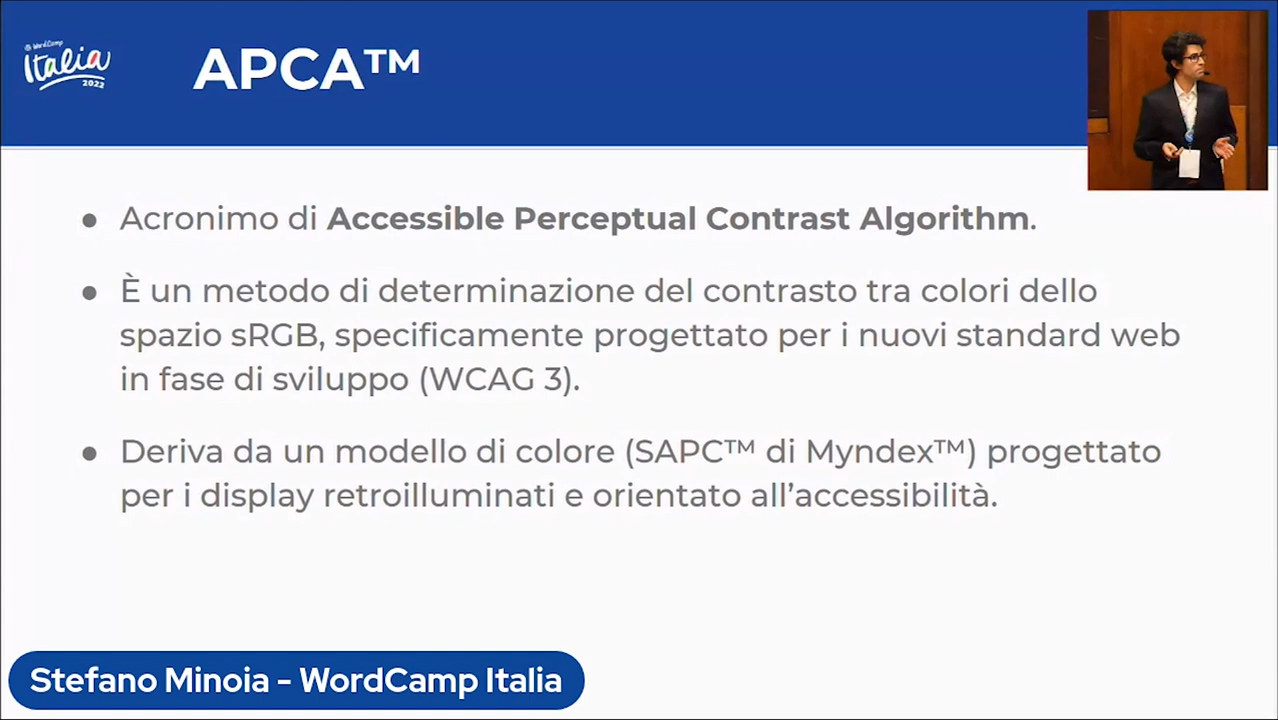 WordCamp
Italia
2022
APCA™
● Acronimo di Accessible Perceptual Contrast Algorithm.
● È un metodo di determinazione del contrasto tra colori dello
spazio sRGB, specificamente progettato per i nuovi standard web
in fase di sviluppo (WCAG 3).
● Deriva da un modello di colore (SAPC™ di Myndex™) progettato
per i display retroilluminati e orientato all’accessibilità.
Stefano Minoia - WordCamp Italia